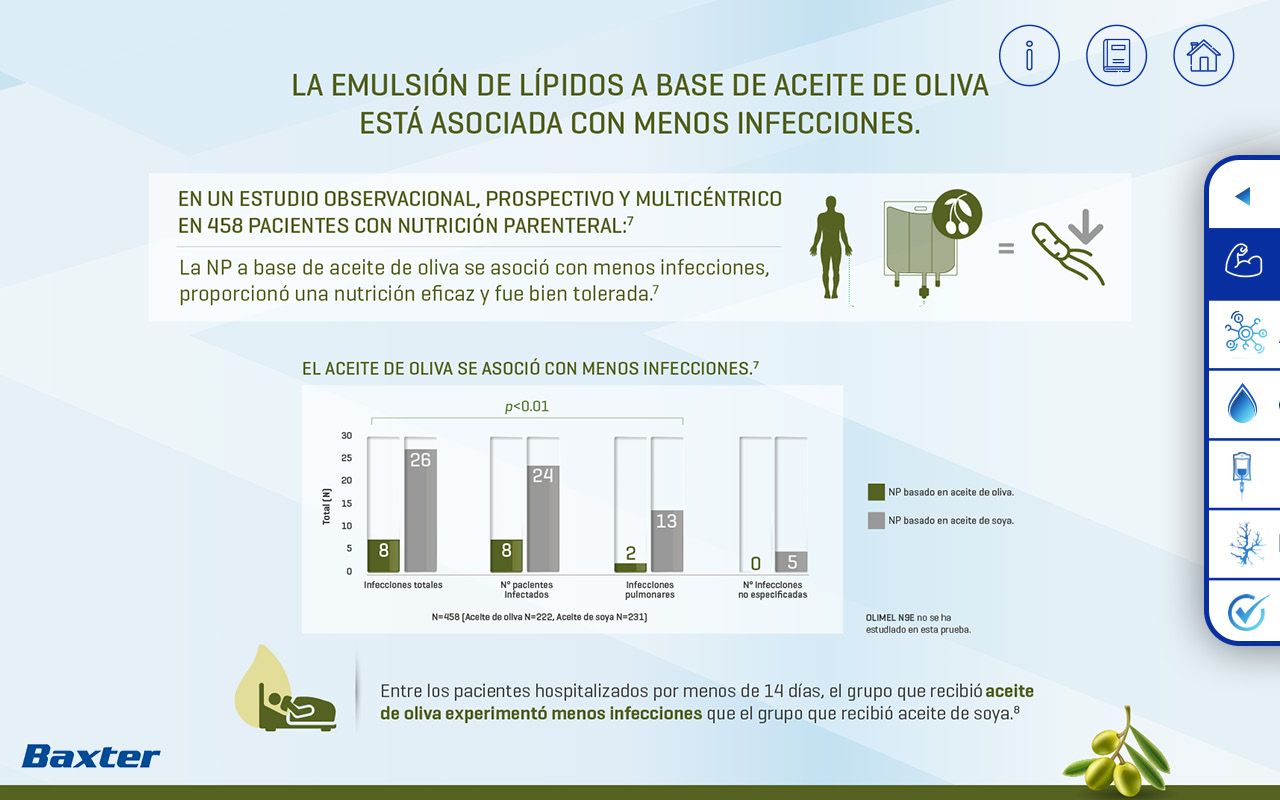 LA EMULSIÓN DE LÍPIDOS A BASE DE ACEITE DE OLIVA
ESTÁ ASOCIADA CON MENOS INFECCIONES.
EN UN ESTUDIO OBSERVACIONAL, PROSPECTIVO Y MULTICÉNTRICO
EN 458 PACIENTES CON NUTRICIÓN PARENTERAL:⁷
La NP a base de aceite de oliva se asoció con menos infecciones,
proporcionó una nutrición eficaz y fue bien tolerada.⁷
=
EL ACEITE DE OLIVA SE ASOCIÓ CON MENOS INFECCIONES.⁷
p<0.01
Total (N)
30
25
20
15
10
5
0
8
26
8
24
2
13
0
5
Infecciones totales
N° pacientes
Infectados
Infecciones
pulmonares
N° Infecciones
no especificadas
N=458 (Aceite de oliva N=222, Aceite de soya N=231)
NP basado en aceite de oliva.
NP basado en aceite de soya.
OLIMEL N9E no se ha
estudiado en esta prueba.
Entre los pacientes hospitalizados por menos de 14 días, el grupo que recibió aceite
de oliva experimentó menos infecciones que el grupo que recibió aceite de soya.⁸
Baxter